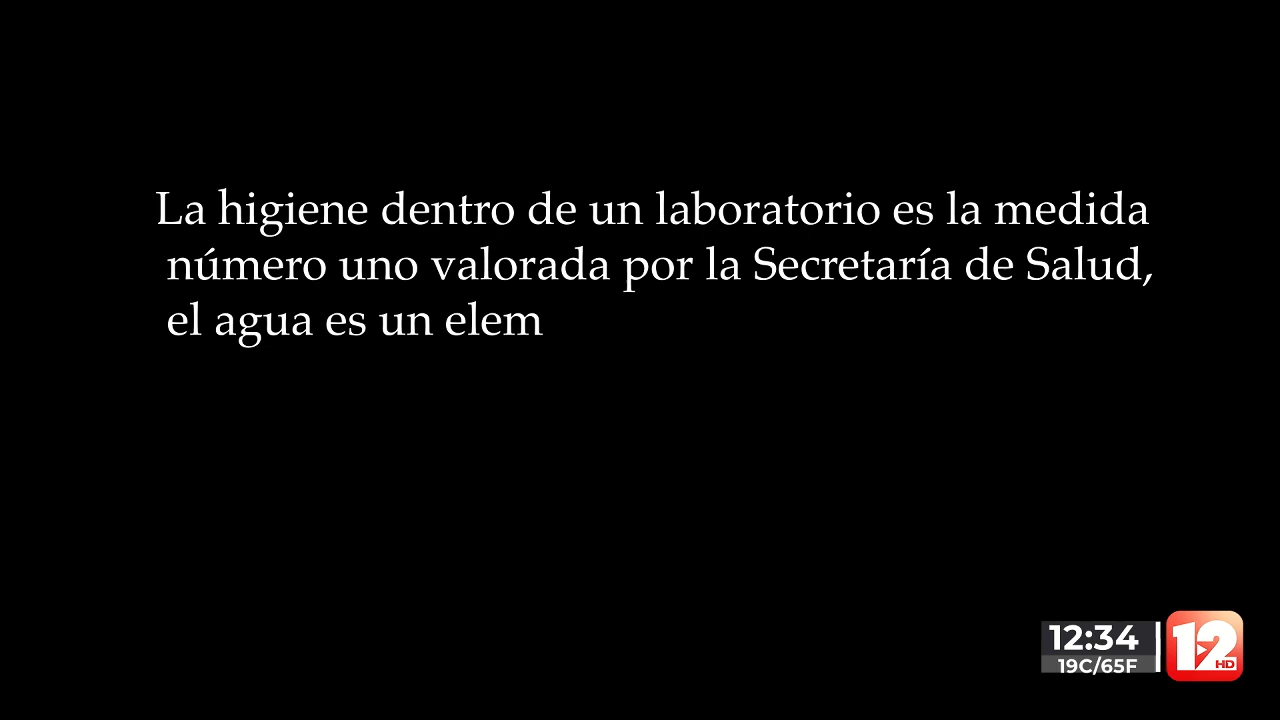 La higiene dentro de un laboratorio es la medida
número uno valorada por la Secretaría de Salud,
el agua es un elem
12:34
19C/65F
12
HD